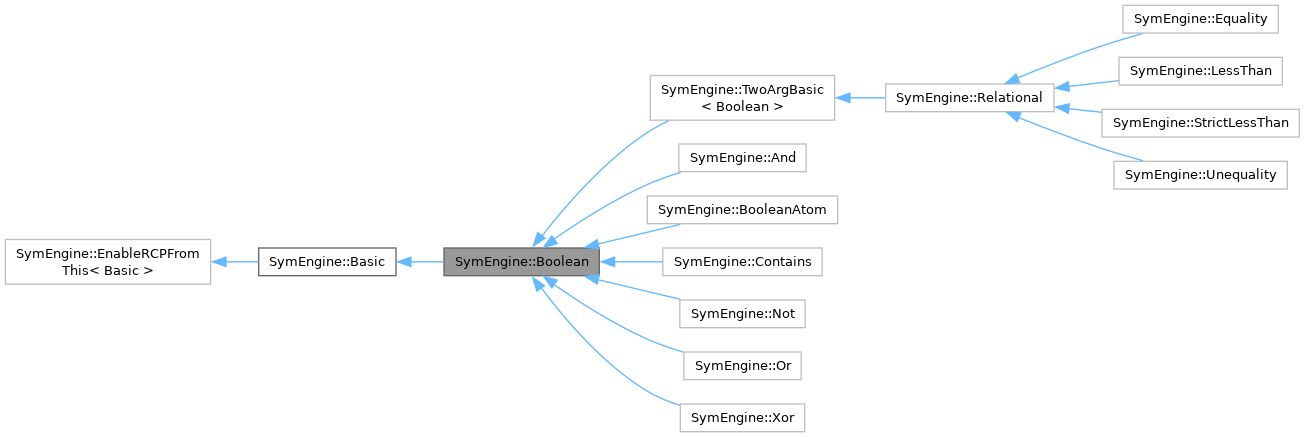 SymEngine::EnableRCPFrom
This< Basic >
SymEngine::Basic
SymEngine::Boolean
SymEngine::TwoArgBasic
< Boolean >
SymEngine::And
SymEngine::BooleanAtom
SymEngine::Contains
SymEngine::Not
SymEngine::Or
SymEngine::Xor
SymEngine::Relational
SymEngine::Equality
SymEngine::LessThan
SymEngine::StrictLessThan
SymEngine::Unequality